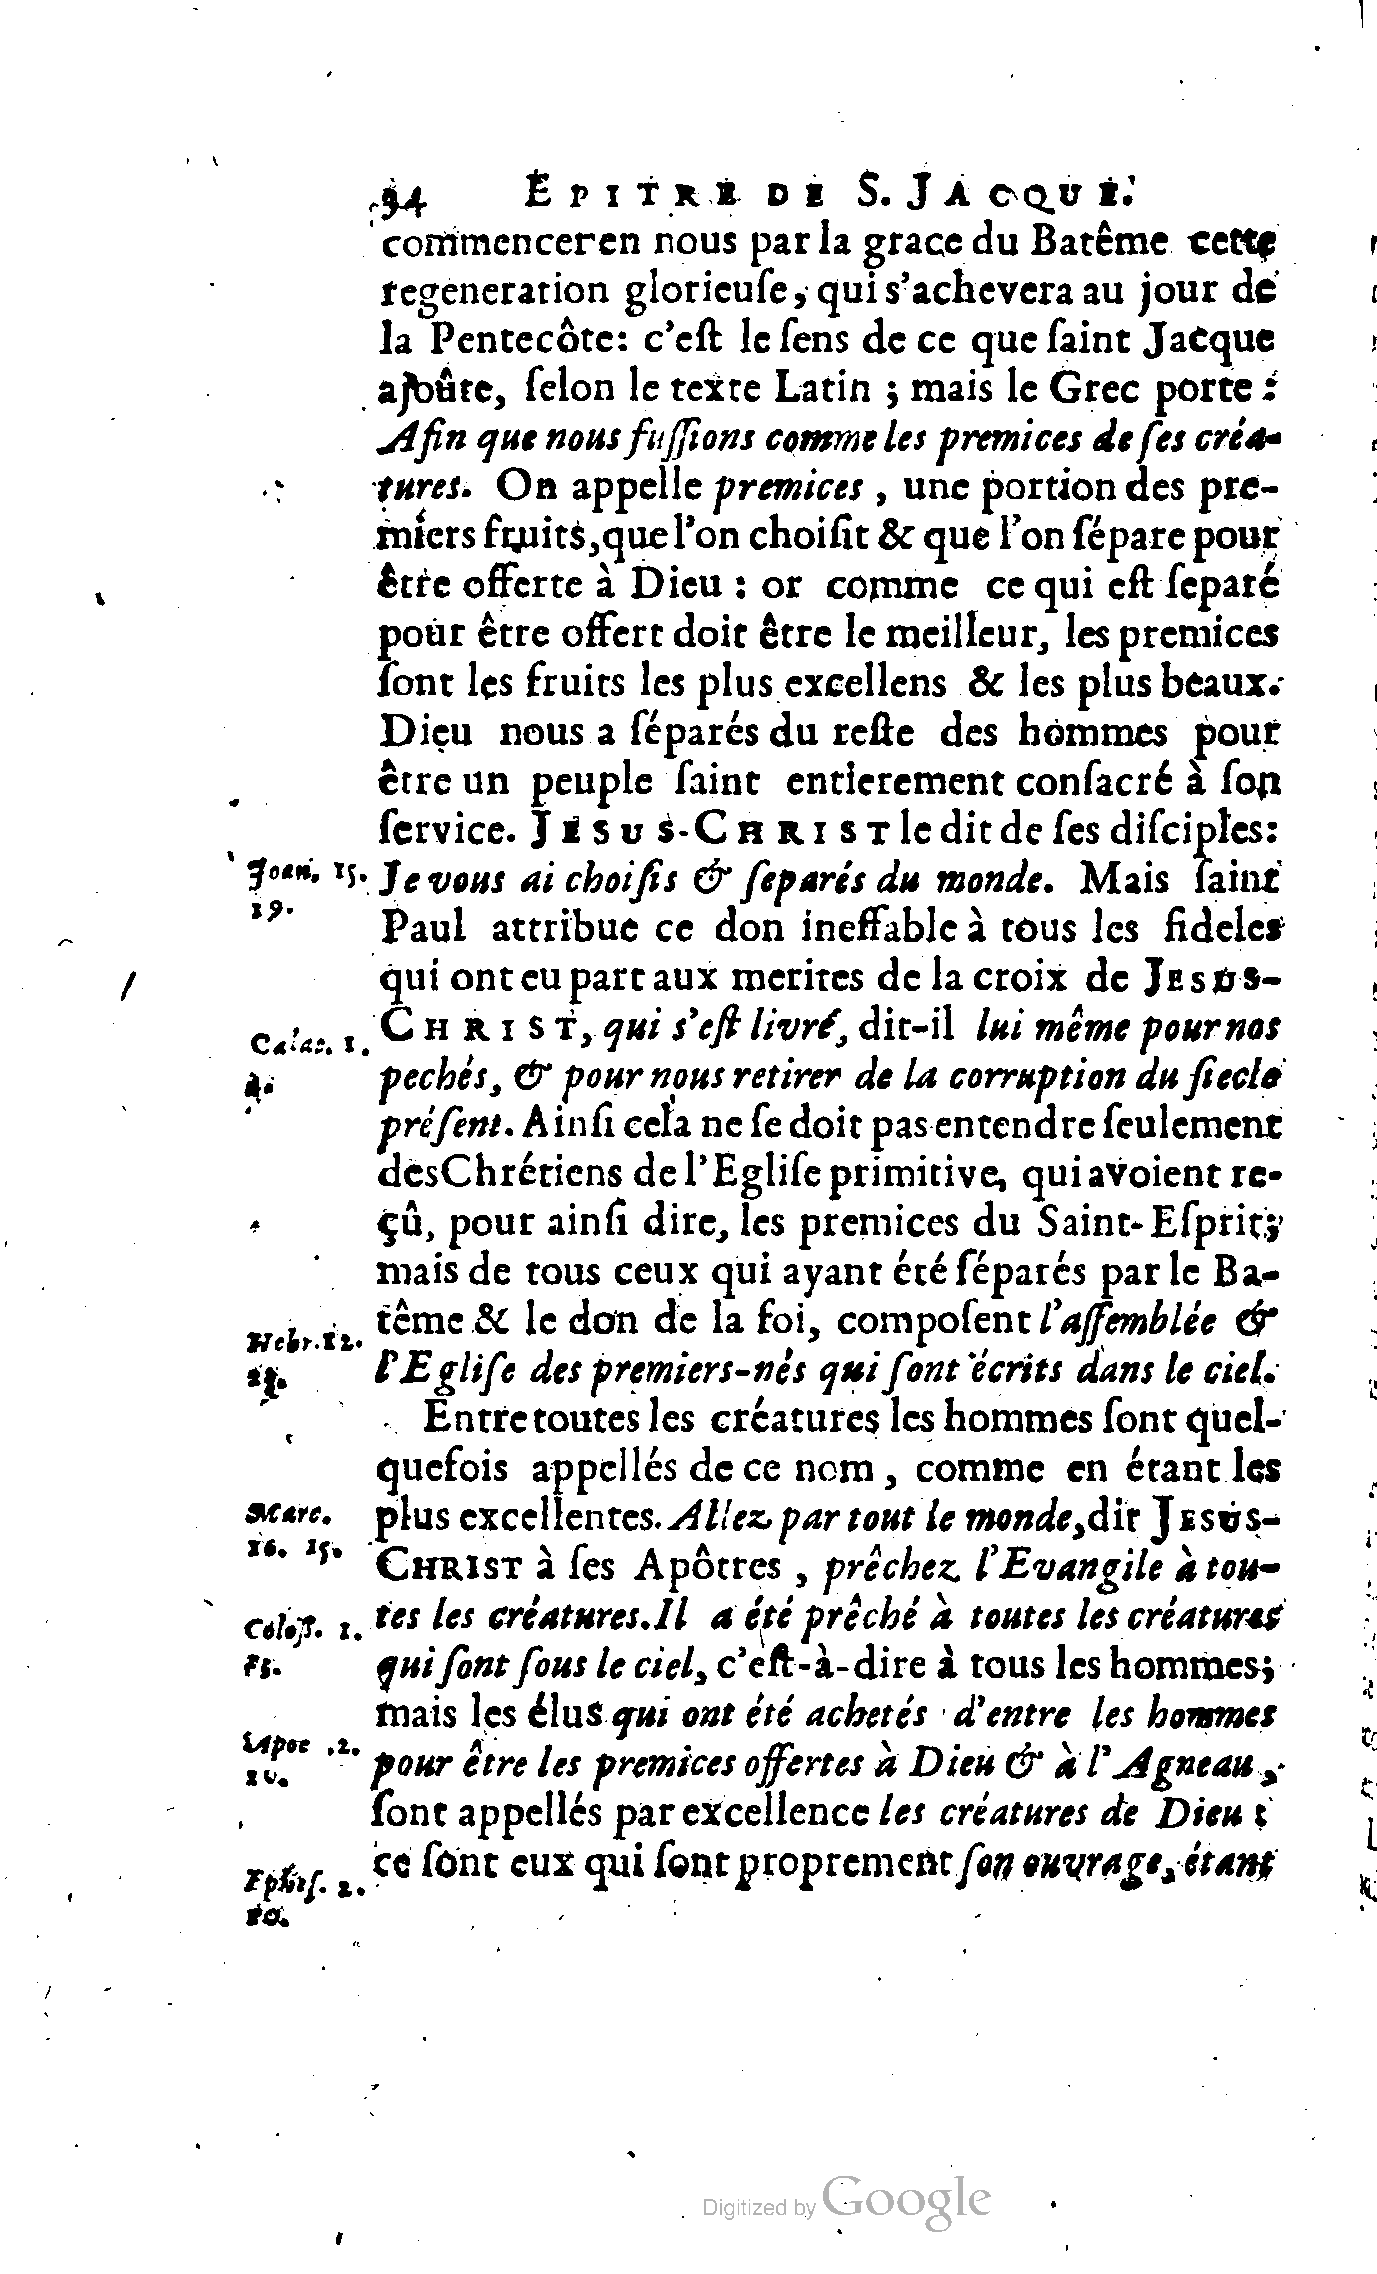 94 EPITRE DE S. JACQUE.
commencer en nous par la grace du Batême cette
regeneration glorieuſe, qui s'achevera au jour de
la Pentecôte: c'eſt le ſens de ce que ſaint Jacque
ajoûte, ſelon le texte Latin ; mais le Grec porte :
Afin que nous fuſſions comme les premices de ſes créa-
tures. On appelle premices, une portion des pre-
miers fruits, que l'on choiſit & que l'on ſépare pour
être offerte à Dieu : or comme ce qui eſt ſeparé
pour être offert doit être le meilleur, les premices
ſont les fruits les plus excellens & les plus beaux.
Dieu nous a ſéparés du reſte des hommes pour
être un peuple ſaint entierement conſacré à ſon
ſervice. JESUS-CHRIST le dit de ſes diſciples:
Joan. 15. Je vous ai choiſis & ſeparés du monde. Mais ſaint
19.
Paul attribue ce don ineffable à tous les fideles
qui ont eu part aux merites de la croix de JESUS-
CHRIST, qui s'eſt livré, dit-il lui même pour nos
Galat. 1.
4.
pechés, & pour nous retirer de la corruption du ſiecle
préſent. Ainſi cela ne ſe doit pas entendre ſeulement
des Chrétiens de l'Egliſe primitive, qui avoient re-
çû, pour ainſi dire, les premices du Saint-Eſprit;
mais de tous ceux qui ayant été ſéparés par le Ba-
tême & le don de la foi, compoſent l'aſſemblée &
Hebr. 12.
l'Egliſe des premiers-nés qui ſont écrits dans le ciel.
Entre toutes les créatures les hommes ſont quel-
quefois appellés de ce nom, comme en étant les
Marc. plus excellentes. Allez par tout le monde, dit JESUS-
16. 15. CHRIST à ſes Apôtres, prêchez l'Evangile à tou-
Coloſſ. 1. tes les créatures. Il a été prêché à toutes les créatures
qui ſont ſous le ciel, c'eſt-à-dire à tous les hommes;
mais les élus qui ont été achetés d'entre les hommes
Apoc
pour être les premices offertes à Dieu & à l'Agneau,
ſont appellés par excellence les créatures de Dieu :
ce ſont eux qui ſont proprement ſon ouvrage, étant
Epheſ. 2.
10.
Digitized by Google